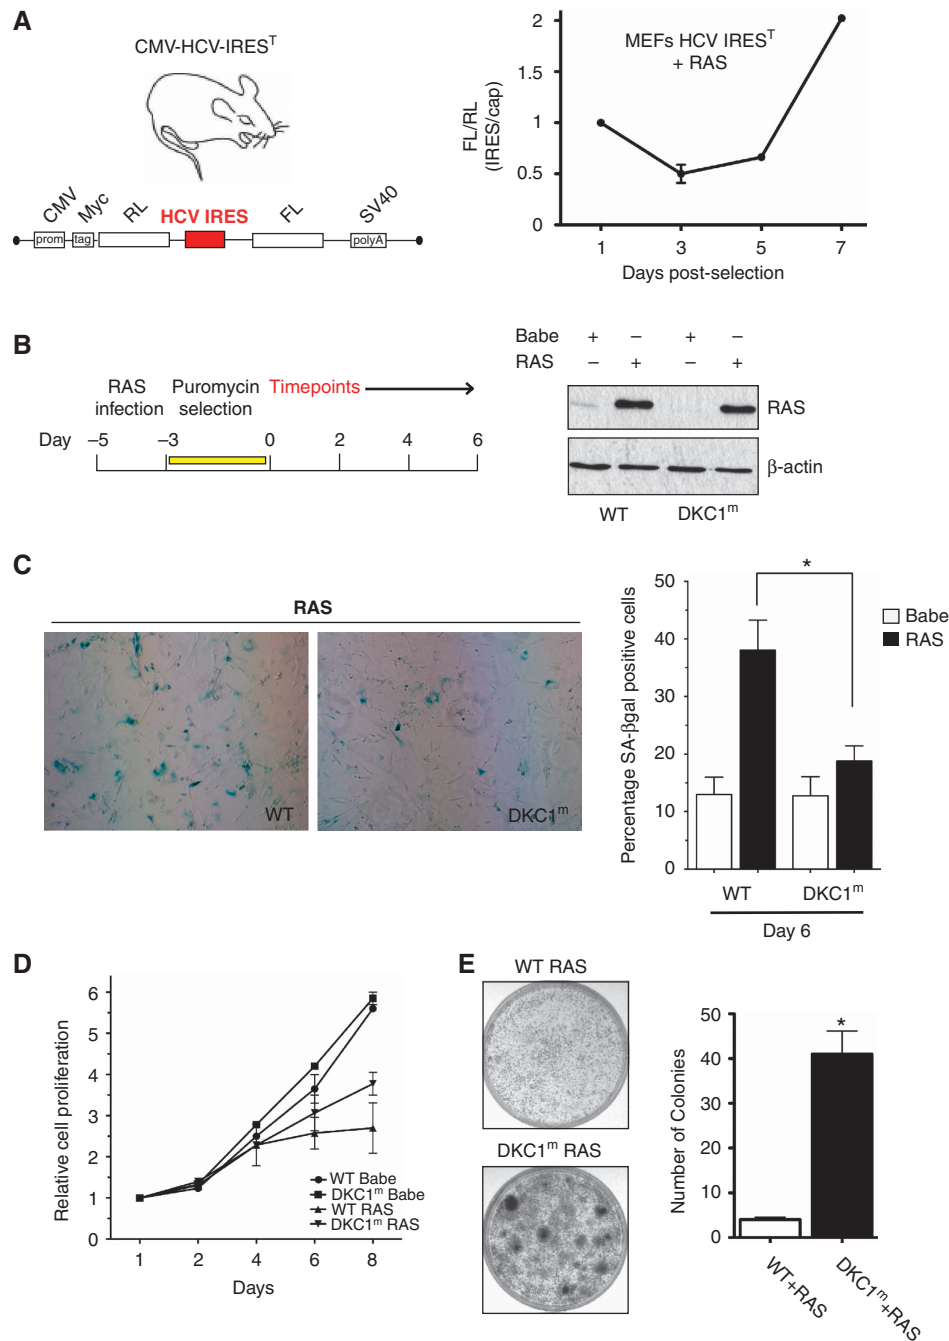 A
CMV-HCV-IRES^T
CMV Myc RL HCV IRES FL SV40
prom tag polyA
MEFs HCV IRES^T
+ RAS
FL/RL
(IRES/cap)
2
1.5
1
0.5
0
1 3 5 7
Days post-selection
B
RAS
infection
Puromycin
selection
Timepoints
Day –5 –3 0 2 4 6
Babe + – + –
RAS – + – +
RAS
β-actin
WT DKC1^m
C
RAS
WT
DKC1^m
Percentage SA-βgal positive cells
50
40
30
20
10
0
*
Babe
RAS
WT DKC1^m
Day 6
D
Relative cell proliferation
6
5
4
3
2
1
0
WT Babe
DKC1^m Babe
WT RAS
DKC1^m RAS
1 2 4 6 8
Days
E
WT RAS
DKC1^m RAS
Number of Colonies
50
40
30
20
10
0
*
WT+RAS
DKC1^m+RAS